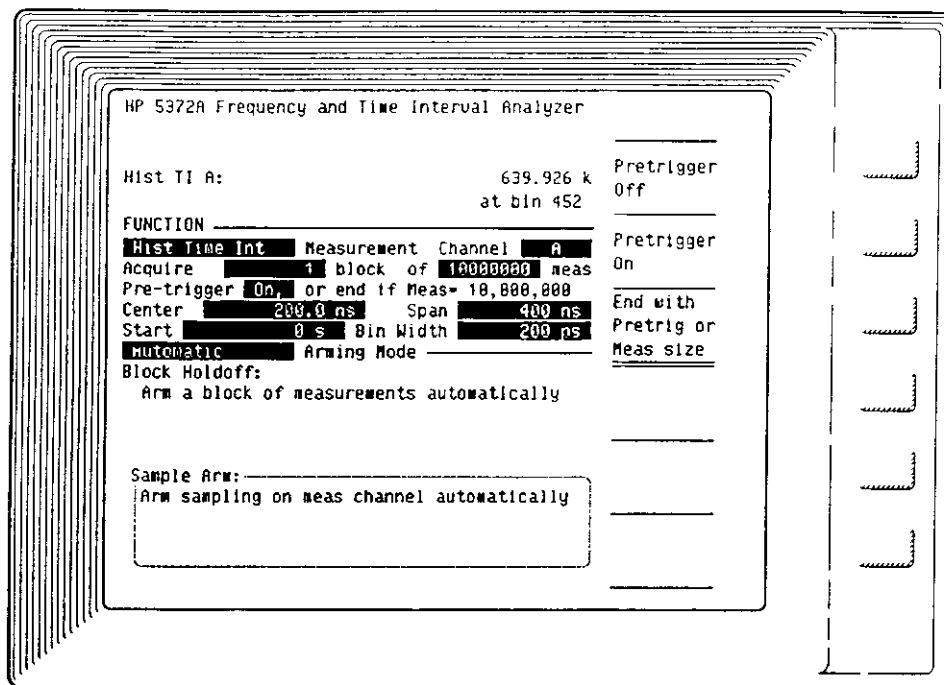 HP 5372A Frequency and Time Interval Analyzer
Hist TI A: 639.926 k
at bin 452
FUNCTION
Hist Time Int Measurement Channel A
Acquire 1 block of 10000000 meas
Pre-trigger On, or end if Meas= 10,000,000
Center 200.0 ns Span 400 ns
Start 0 s Bin Width 200 ps
Automatic Arming Mode
Block Holdoff:
Arm a block of measurements automatically
Sample Arm:
Arm sampling on meas channel automatically
Pretrigger
Off
Pretrigger
On
End with
Pretrig or
Meas size